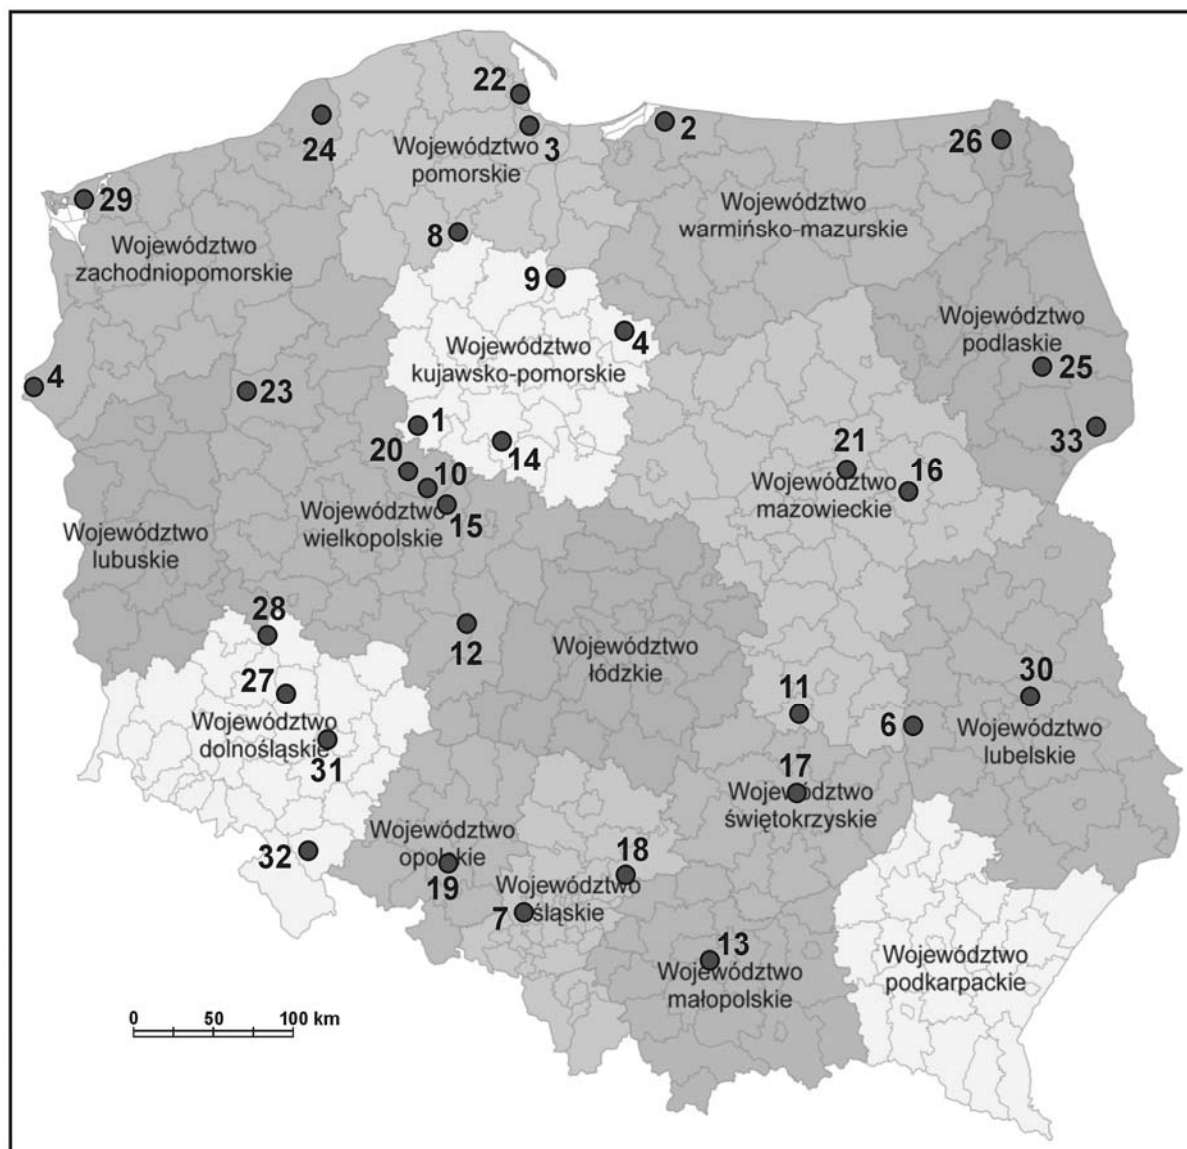 22
24
3
2
26
Województwo
pomorskie
29
8
Województwo
warmińsko-mazurskie
Województwo
zachodniopomorskie
9
4
Województwo
kujawsko-pomorskie
Województwo
podlaskie
25
4
23
1
14
33
20
10
15
21
16
Województwo
mazowieckie
Województwo
wielkopolskie
Województwo
lubuskie
28
12
Województwo
łódzkie
27
Województwo
dolnośląskie
31
11
6
30
Województwo
lubelskie
17
Województwo
świętokrzyskie
32
Województwo
opolskie
19
18
Województwo
śląskie
7
13
Województwo
małopolskie
Województwo
podkarpackie
0 50 100 km